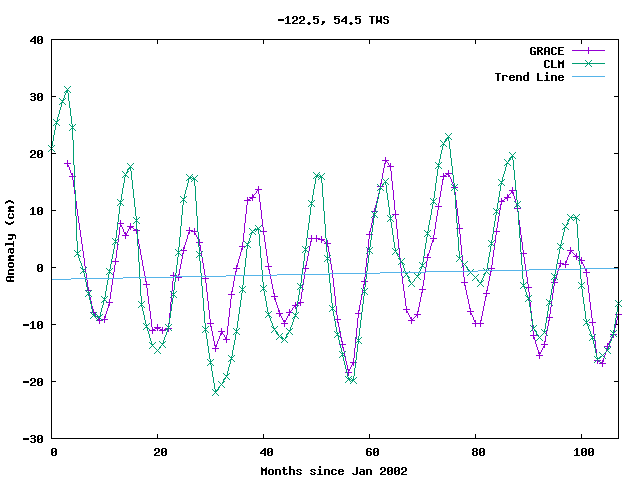 -122.5, 54.5 TWS
GRACE
CLM
Trend Line
40
30
20
10
0
-10
-20
-30
Anomaly (cm)
0 20 40 60 80 100
Months since Jan 2002